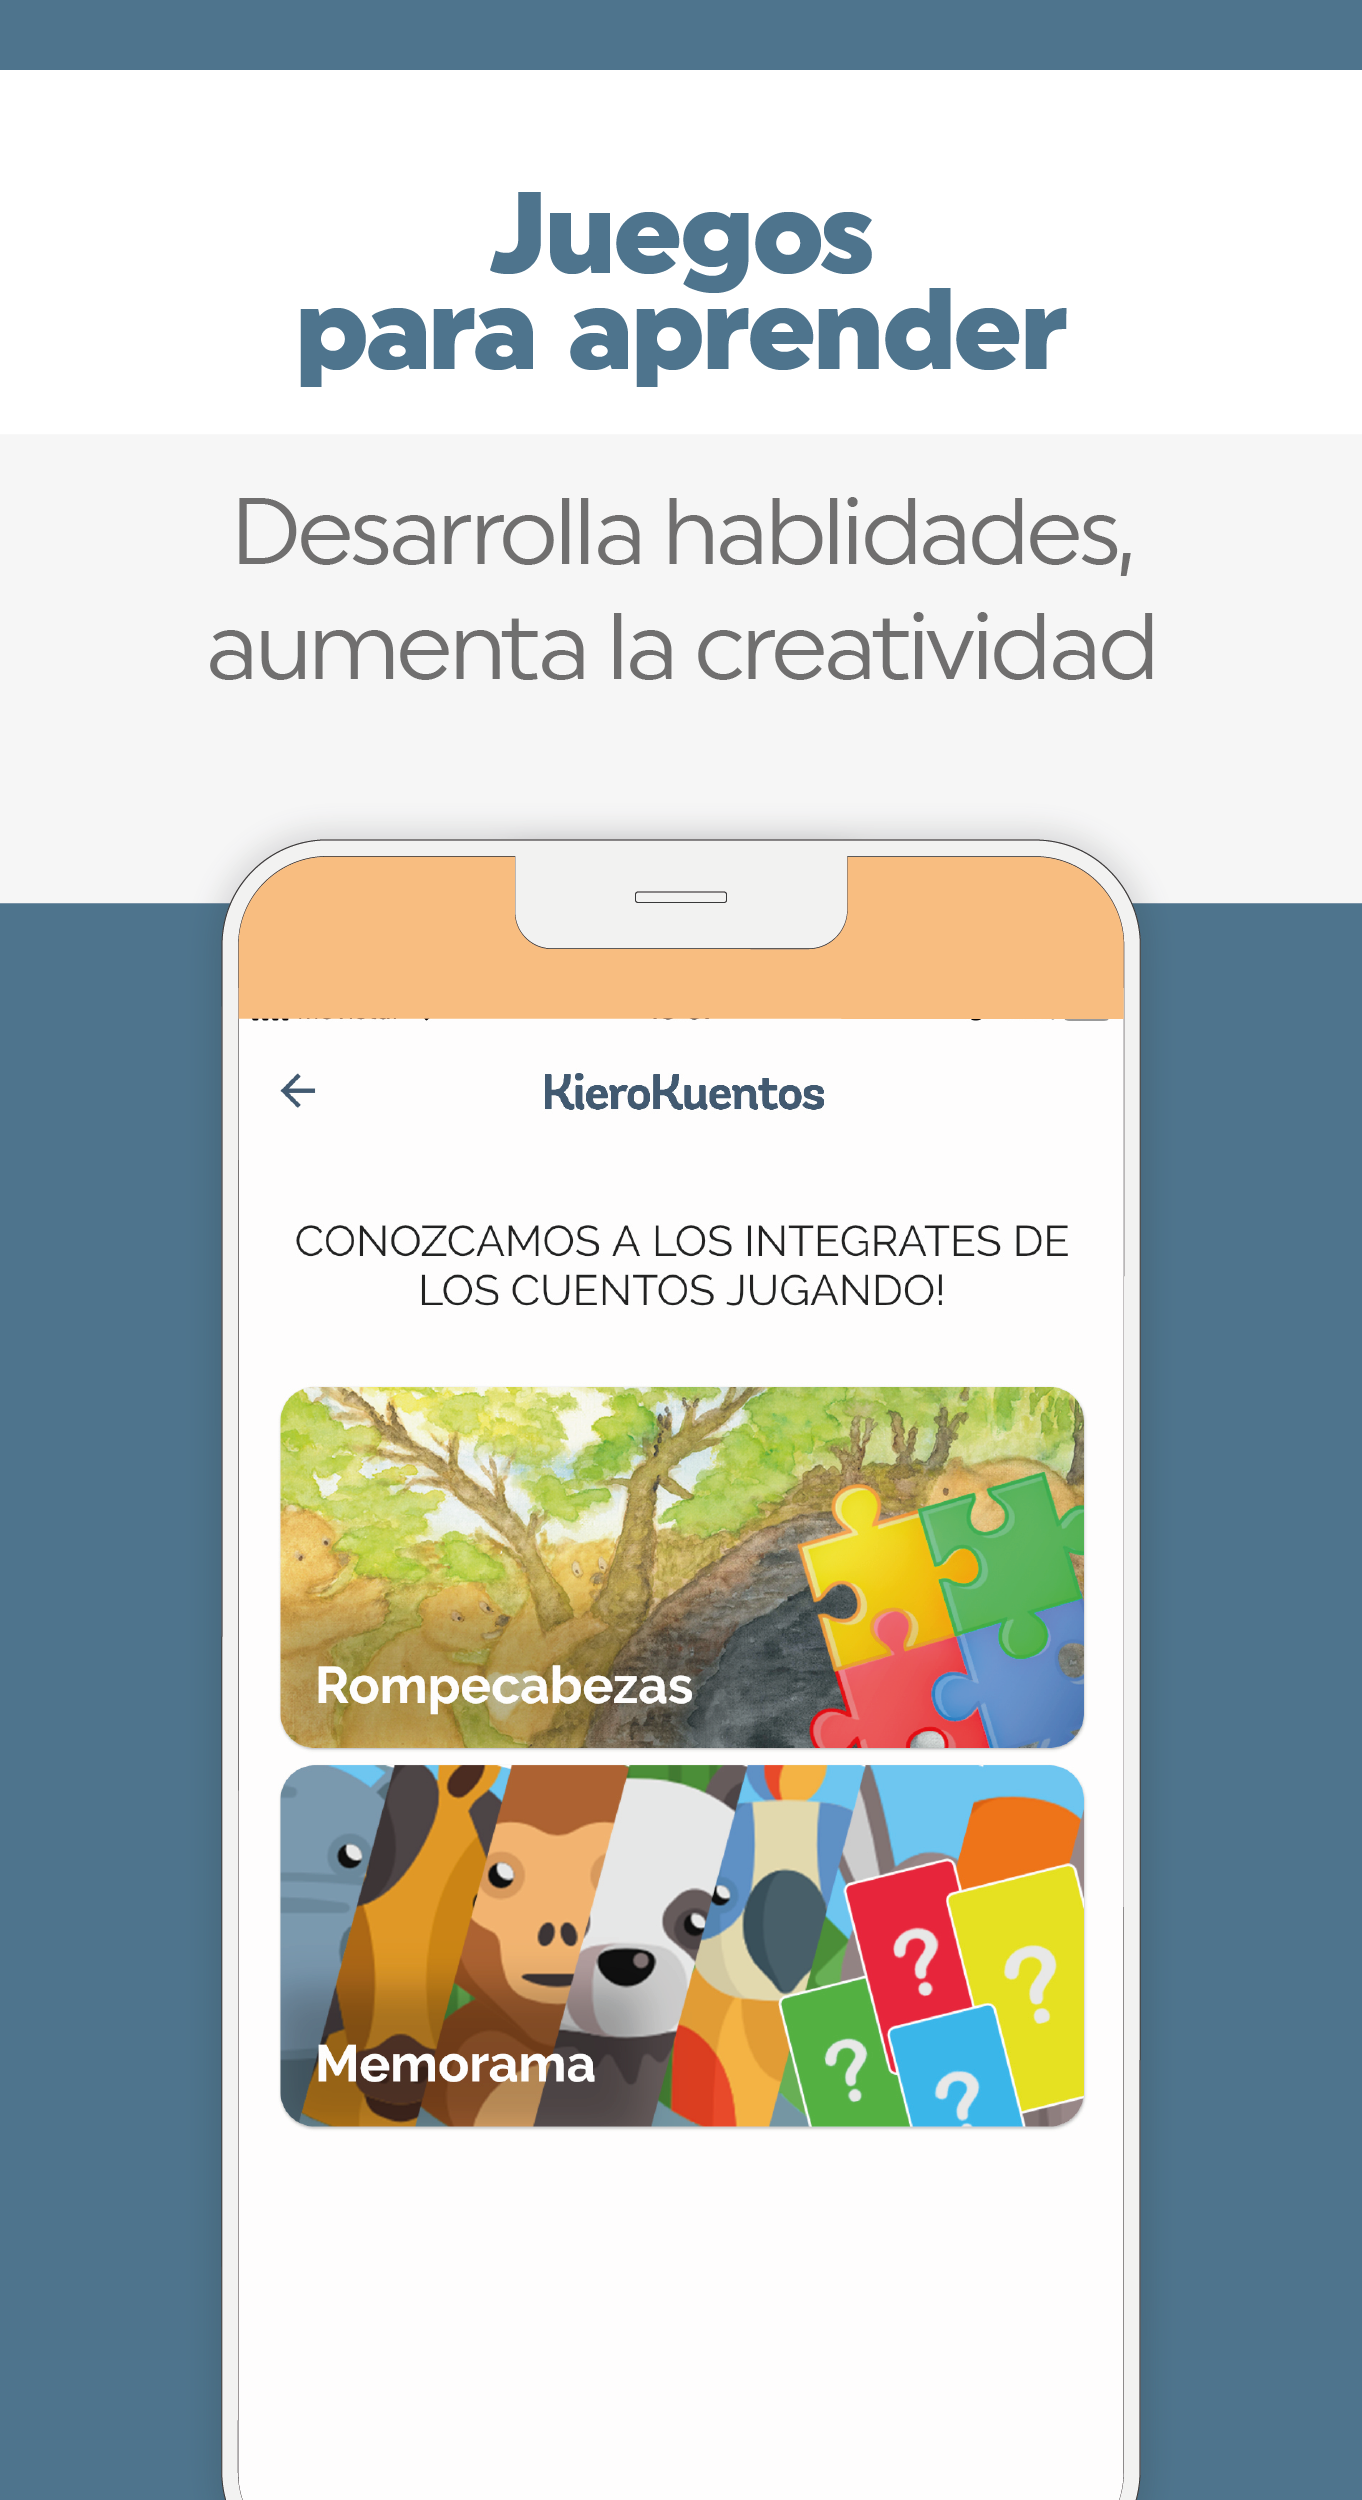 Juegos
para aprender
Desarrolla hablidades,
aumenta la creatividad
KieroKuentos
CONOZCAMOS A LOS INTEGRATES DE
LOS CUENTOS JUGANDO!
Rompecabezas
Memorama
? ?
? ?